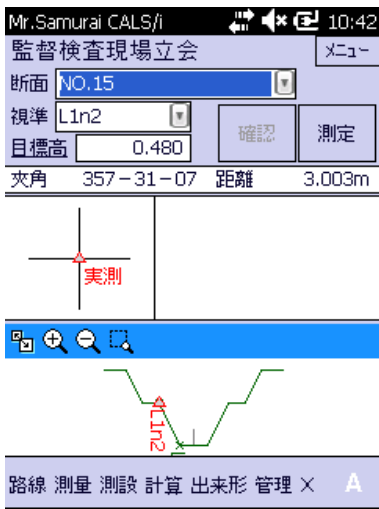 Mr.Samurai CALS/i 10:42
監督検査現場立会 メニュー
断面 NO.15
視準 L1n2
確認 測定
目標高 0.480
夾角 357-31-07 距離 3.003m
実測
L1n2
路線 測量 測設 計算 出来形 管理 × A